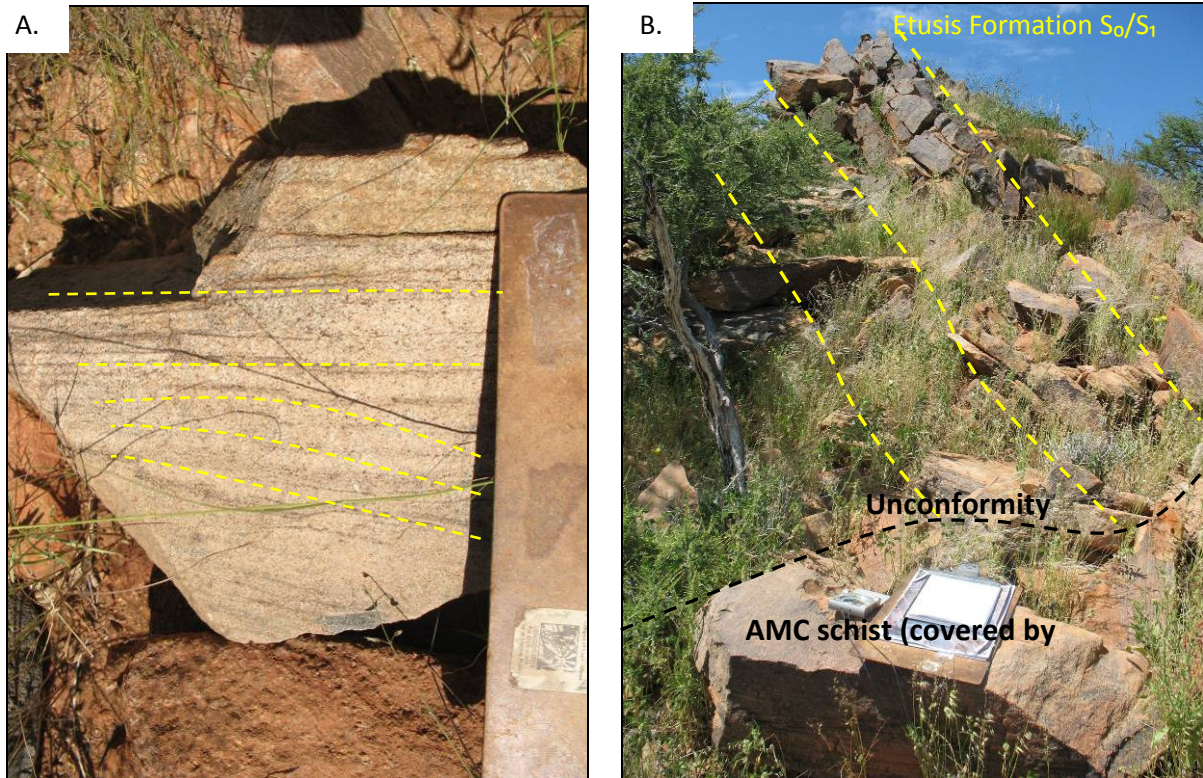 A.
B.
Etusis Formation S₀/S₁
Unconformity
AMC schist (covered by